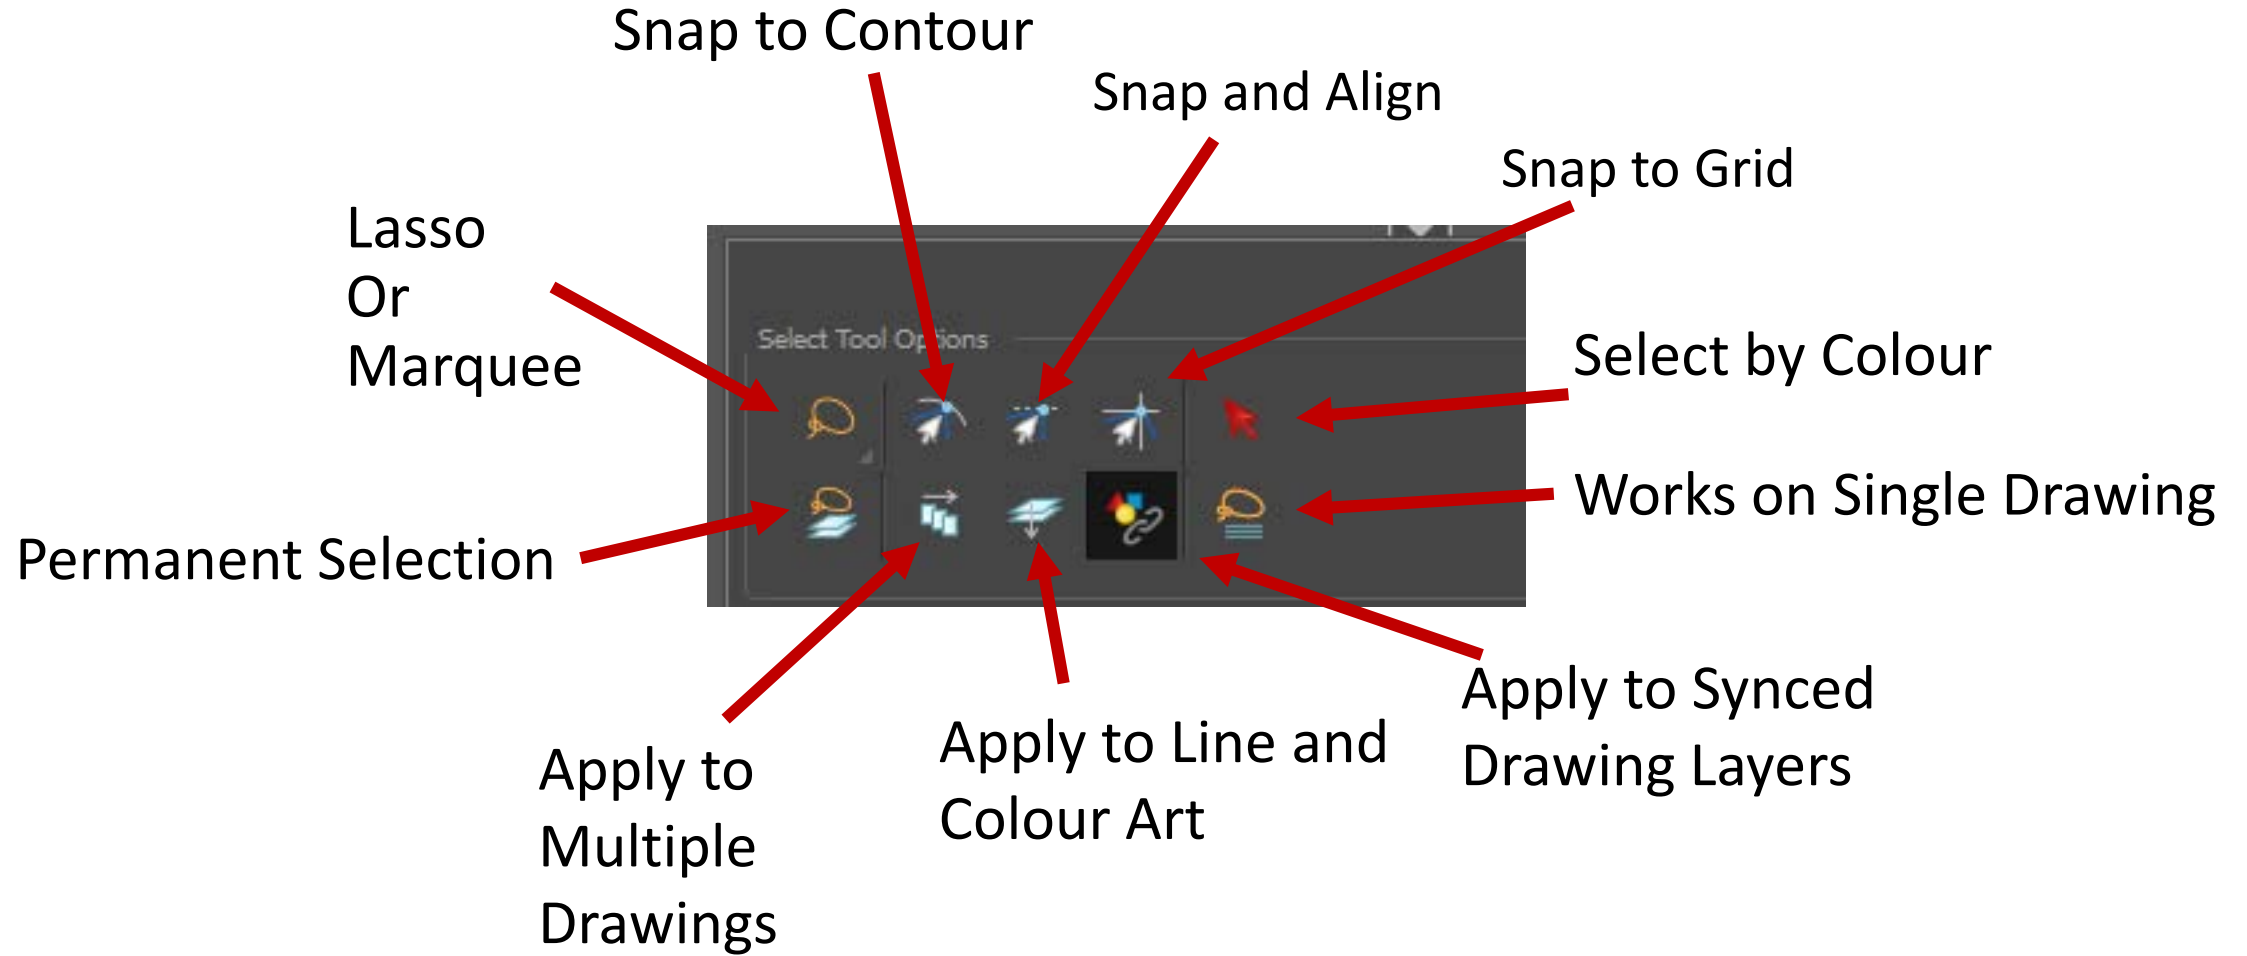 Snap to Contour
Snap and Align
Snap to Grid
Lasso
Or
Marquee
Select Tool Options
Select by Colour
Works on Single Drawing
Permanent Selection
Apply to Synced
Drawing Layers
Apply to Line and
Colour Art
Apply to
Multiple
Drawings